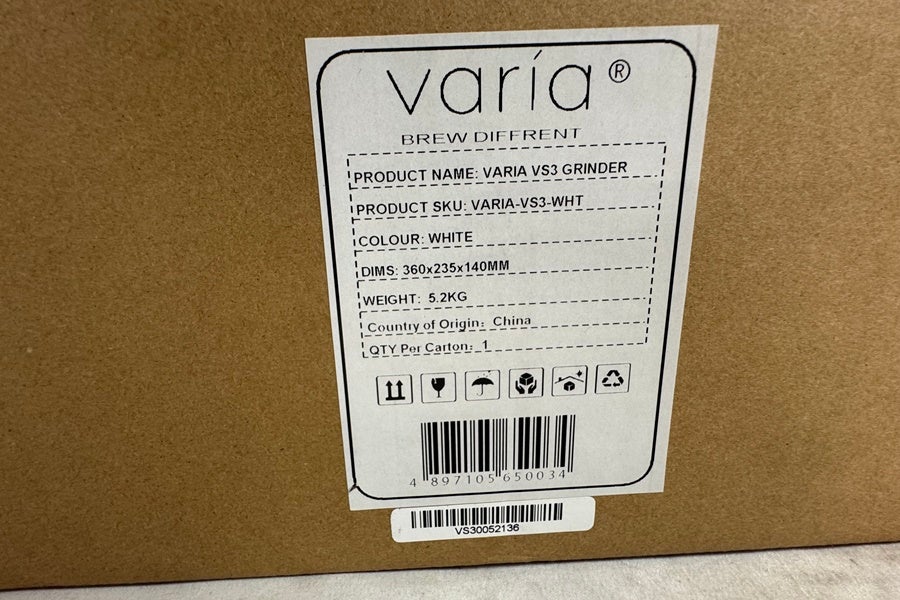 varía®
BREW DIFFRENT
PRODUCT NAME: VARIA VS3 GRINDER
PRODUCT SKU: VARIA-VS3-WHT
COLOUR: WHITE
DIMS: 360x235x140MM
WEIGHT: 5.2KG
Country of Origin: China
QTY Per Carton: 1
4 897105 650034
VS30052136